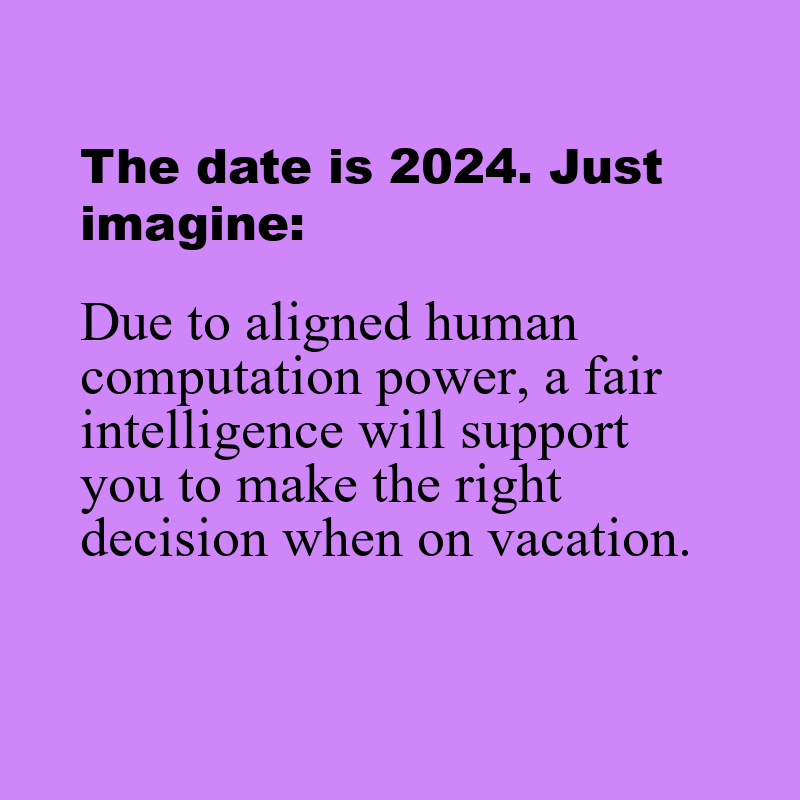 The date is 2024. Just
imagine:
Due to aligned human
computation power, a fair
intelligence will support
you to make the right
decision when on vacation.